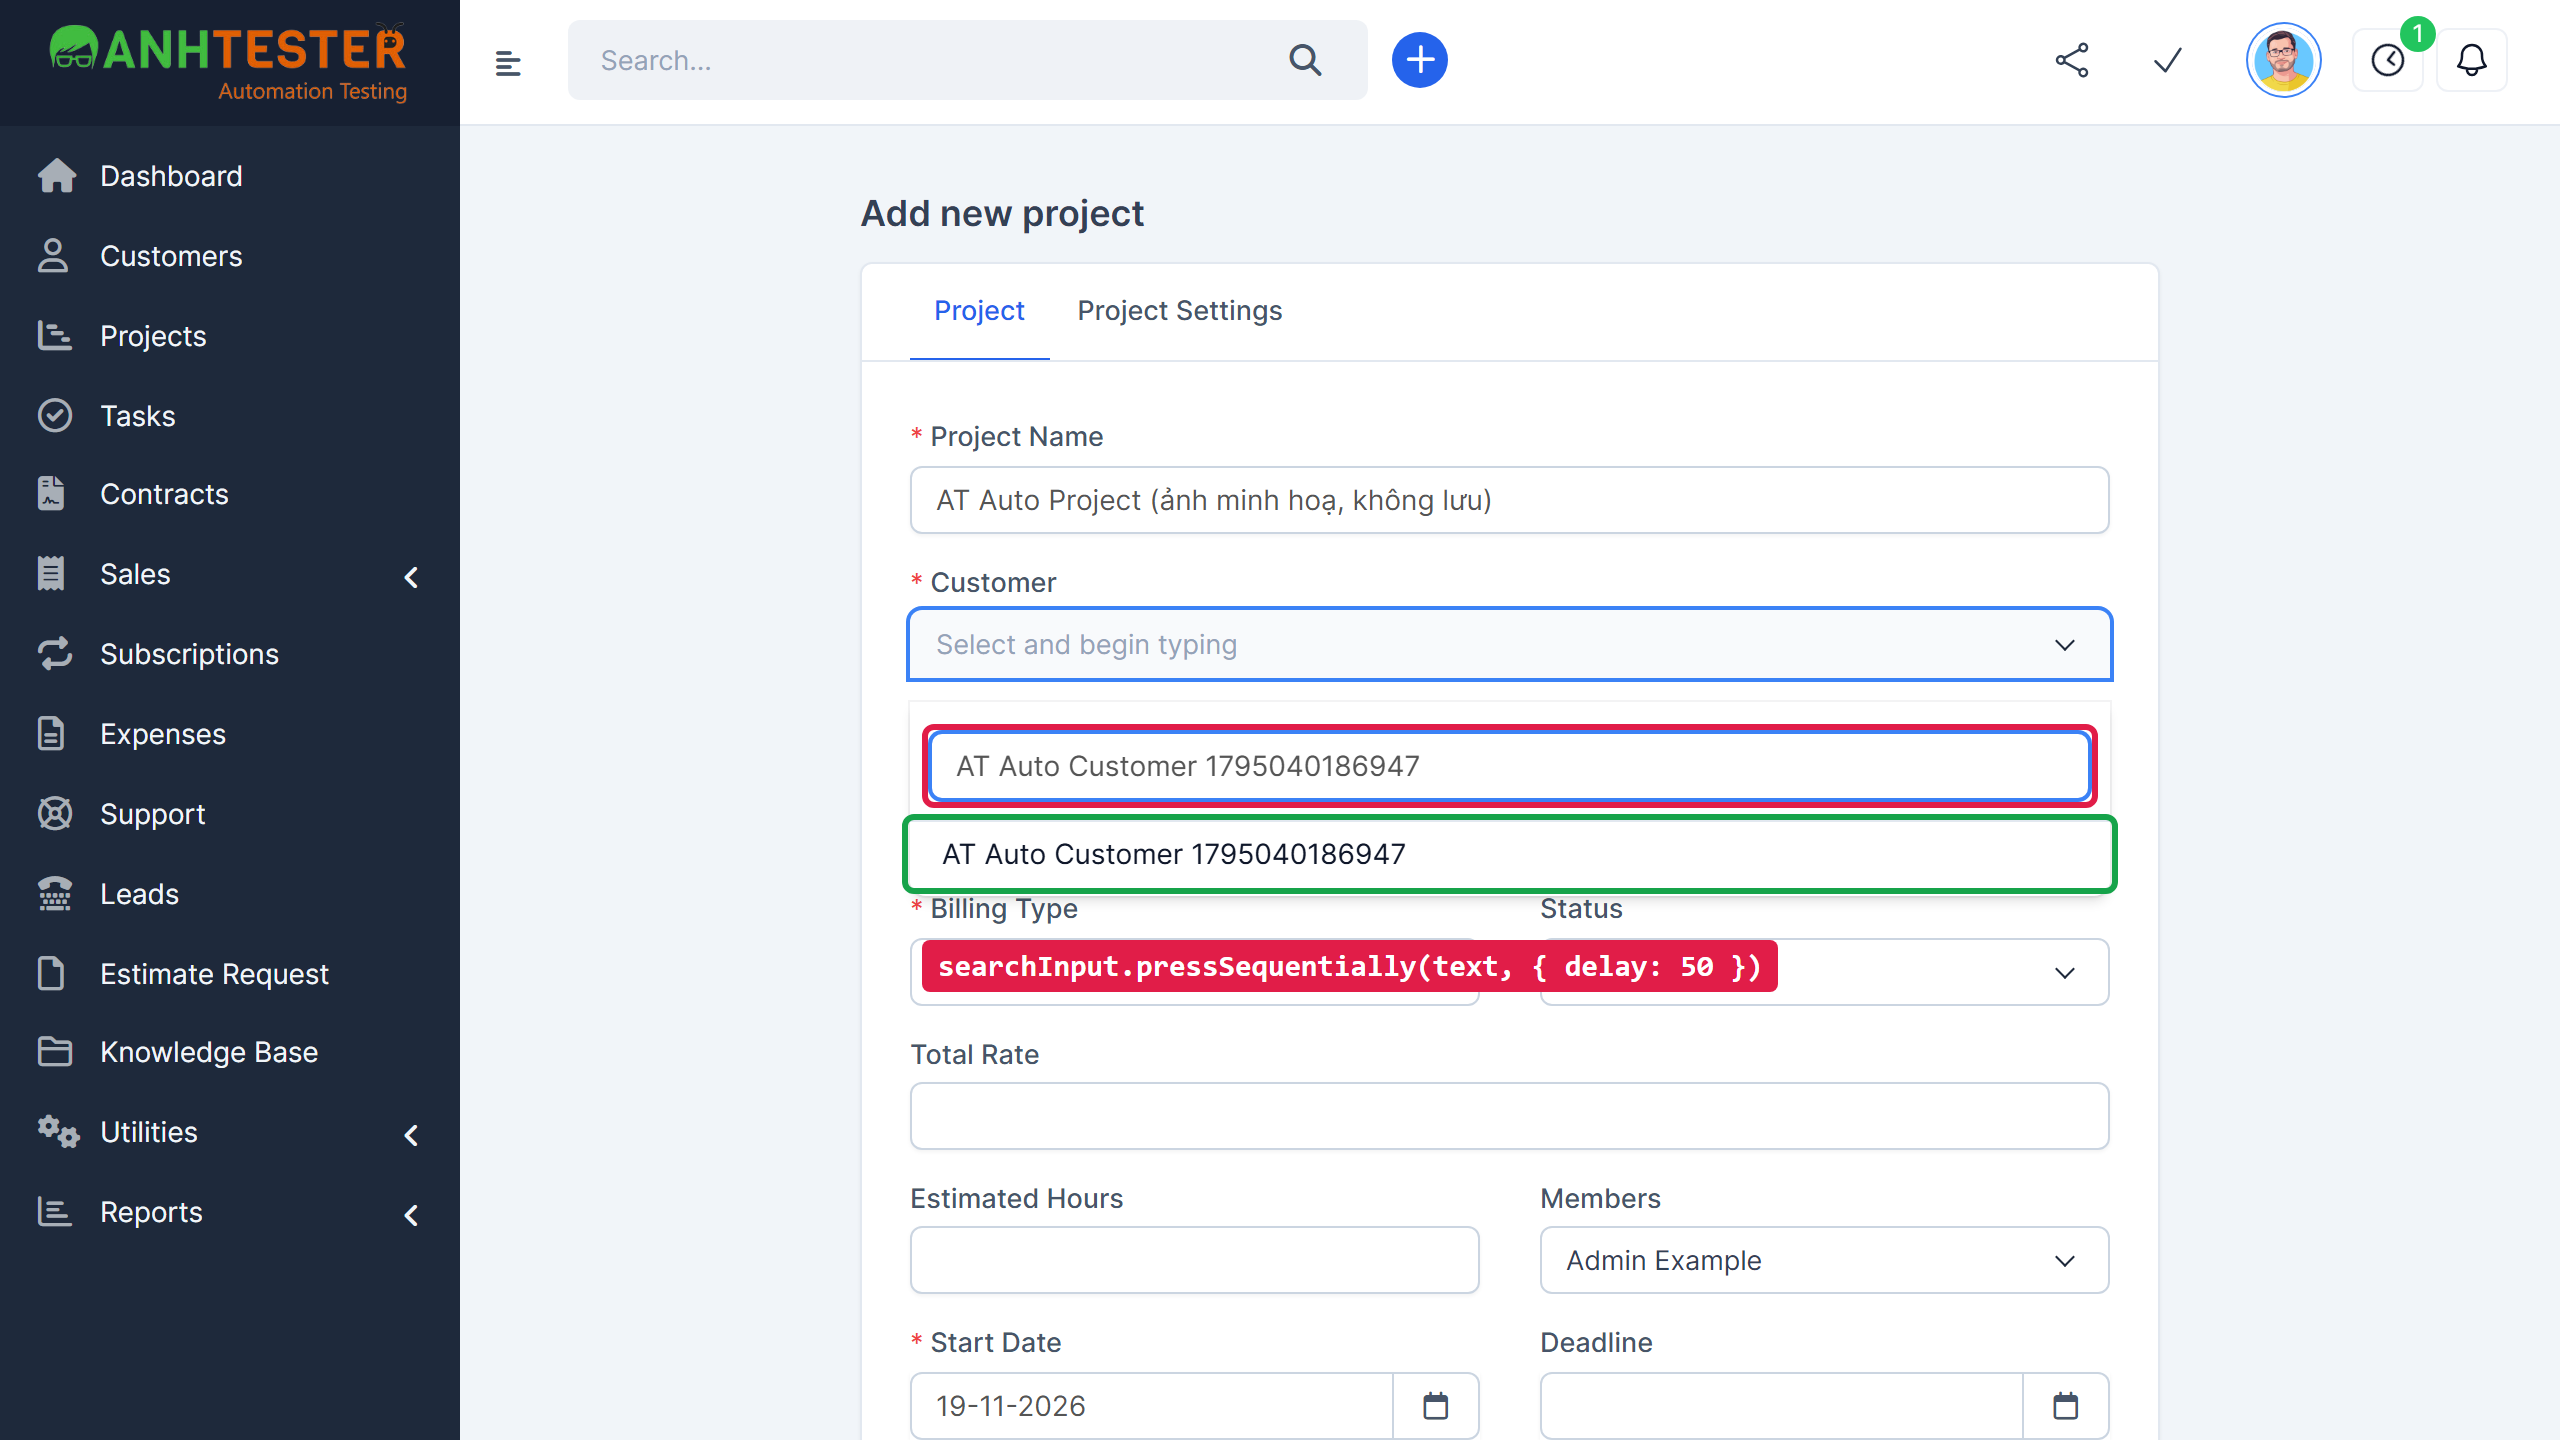 ANHTESTER
Automation Testing
Search...
1
Dashboard
Customers
Projects
Tasks
Contracts
Sales
Subscriptions
Expenses
Support
Leads
Estimate Request
Knowledge Base
Utilities
Reports
Add new project
Project
Project Settings
* Project Name
AT Auto Project (ảnh minh hoạ, không lưu)
* Customer
Select and begin typing
AT Auto Customer 1795040186947
AT Auto Customer 1795040186947
* Billing Type
Status
searchInput.pressSequentially(text, { delay: 50 })
Total Rate
Estimated Hours
Members
Admin Example
* Start Date
Deadline
19-11-2026